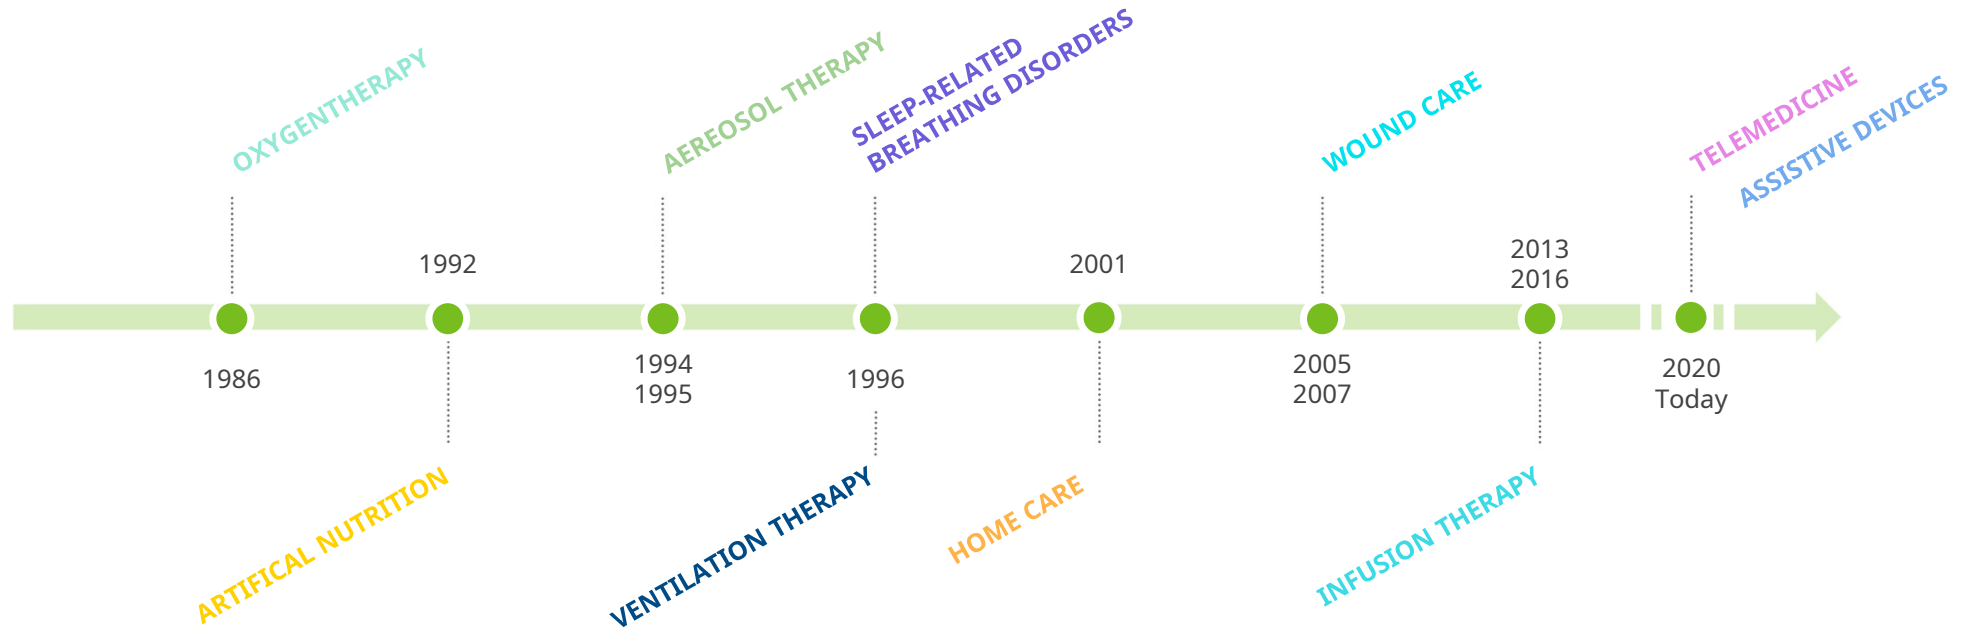 OXYGENTHERAPY
AEREOSOL THERAPY
SLEEP-RELATED
BREATHING DISORDERS
WOUND CARE
TELEMEDICINE
ASSISTIVE DEVICES
1992
2001
2013
2016
1986
1994
1995
1996
2005
2007
2020
Today
ARTIFICAL NUTRITION
VENTILATION THERAPY
HOME CARE
INFUSION THERAPY